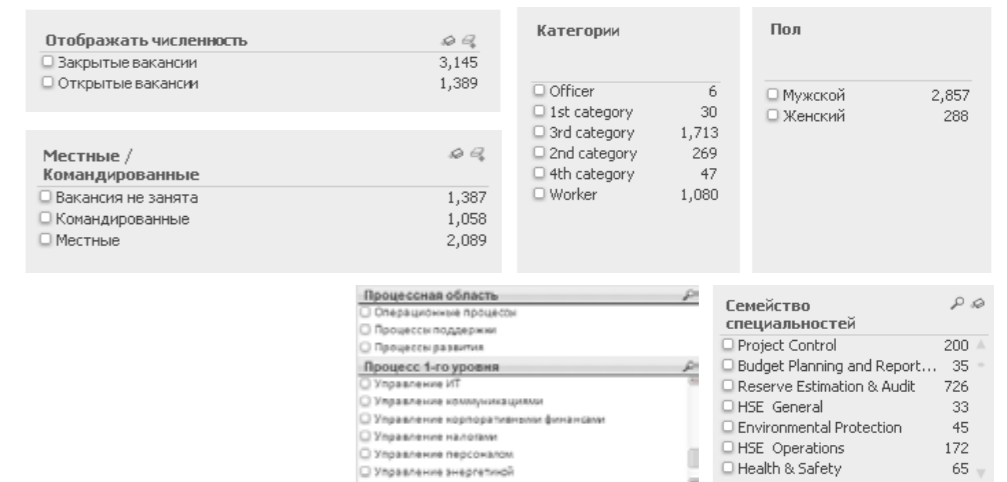 Отображать численность
Закрытые вакансии 3,145
Открытые вакансии 1,389
Местные /
Командированные
Вакансия не занята 1,387
Командированные 1,058
Местные 2,089
Категории
Officer 6
1st category 30
3rd category 1,713
2nd category 269
4th category 47
Worker 1,080
Пол
Мужской 2,857
Женский 288
Процессная область
Операционные процессы
Процессы поддержки
Процессы развития
Процесс 1-го уровня
Управление ИТ
Управление коммуникациями
Управление корпоративными финансами
Управление налогами
Управление персоналом
Управление энергетикой
Семейство
специальностей
Project Control 200
Budget Planning and Report... 35
Reserve Estimation & Audit 726
HSE General 33
Environmental Protection 45
HSE Operations 172
Health & Safety 65